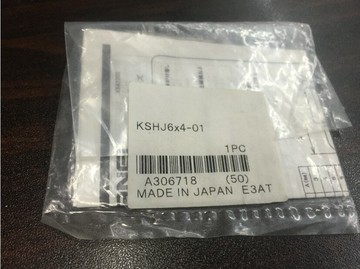 KSHJ6x4-01
1PC
A306718 (50)
MADE IN JAPAN E3AT